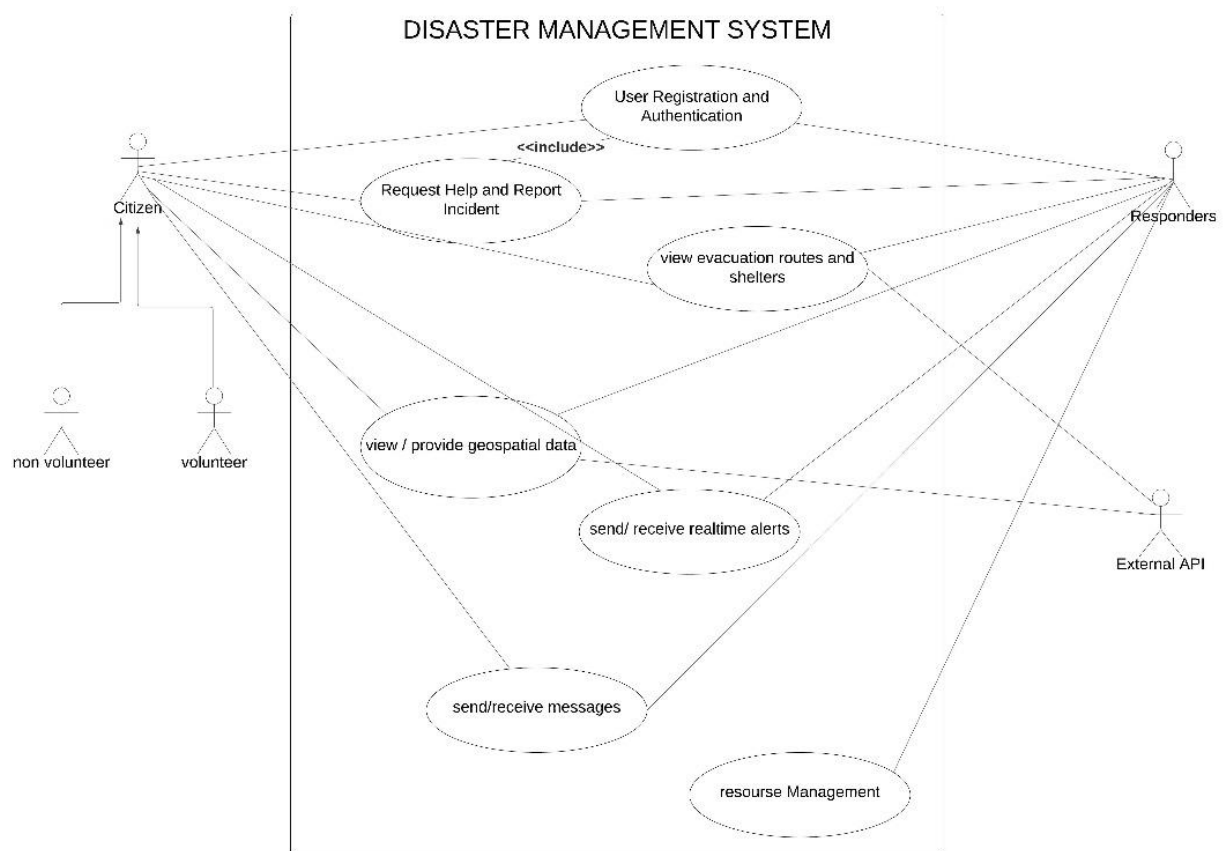 DISASTER MANAGEMENT SYSTEM
User Registration and
Authentication
<<include>>
Request Help and Report
Incident
Citizen
Responders
view evacuation routes and
shelters
view / provide geospatial data
non volunteer
volunteer
send/ receive realtime alerts
External API
send/receive messages
resourse Management